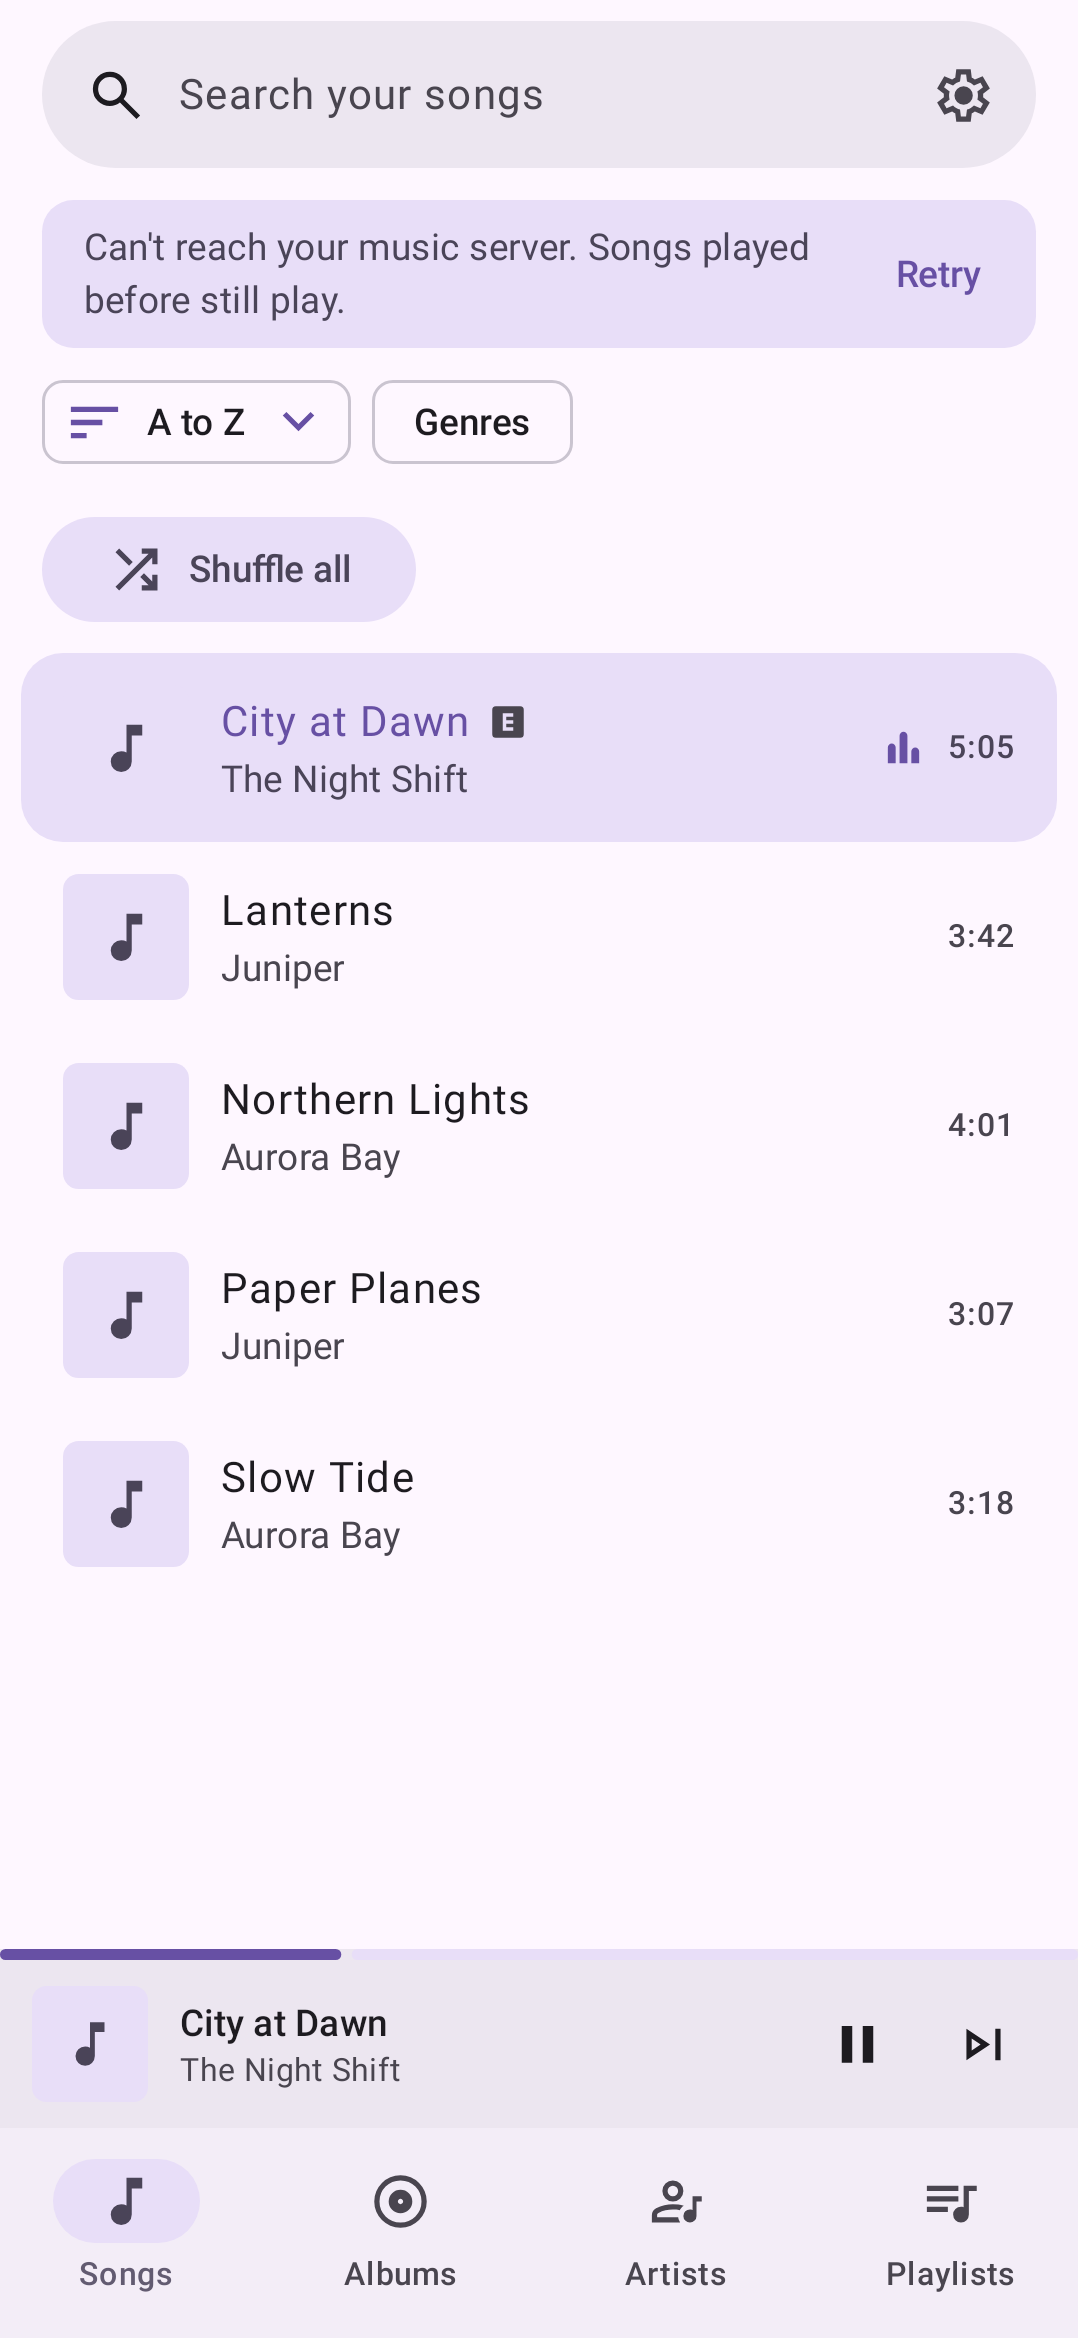 Search your songs
Can't reach your music server. Songs played
before still play.
Retry
A to Z
Genres
Shuffle all
City at Dawn E
The Night Shift
5:05
Lanterns
Juniper
3:42
Northern Lights
Aurora Bay
4:01
Paper Planes
Juniper
3:07
Slow Tide
Aurora Bay
3:18
City at Dawn
The Night Shift
Songs
Albums
Artists
Playlists